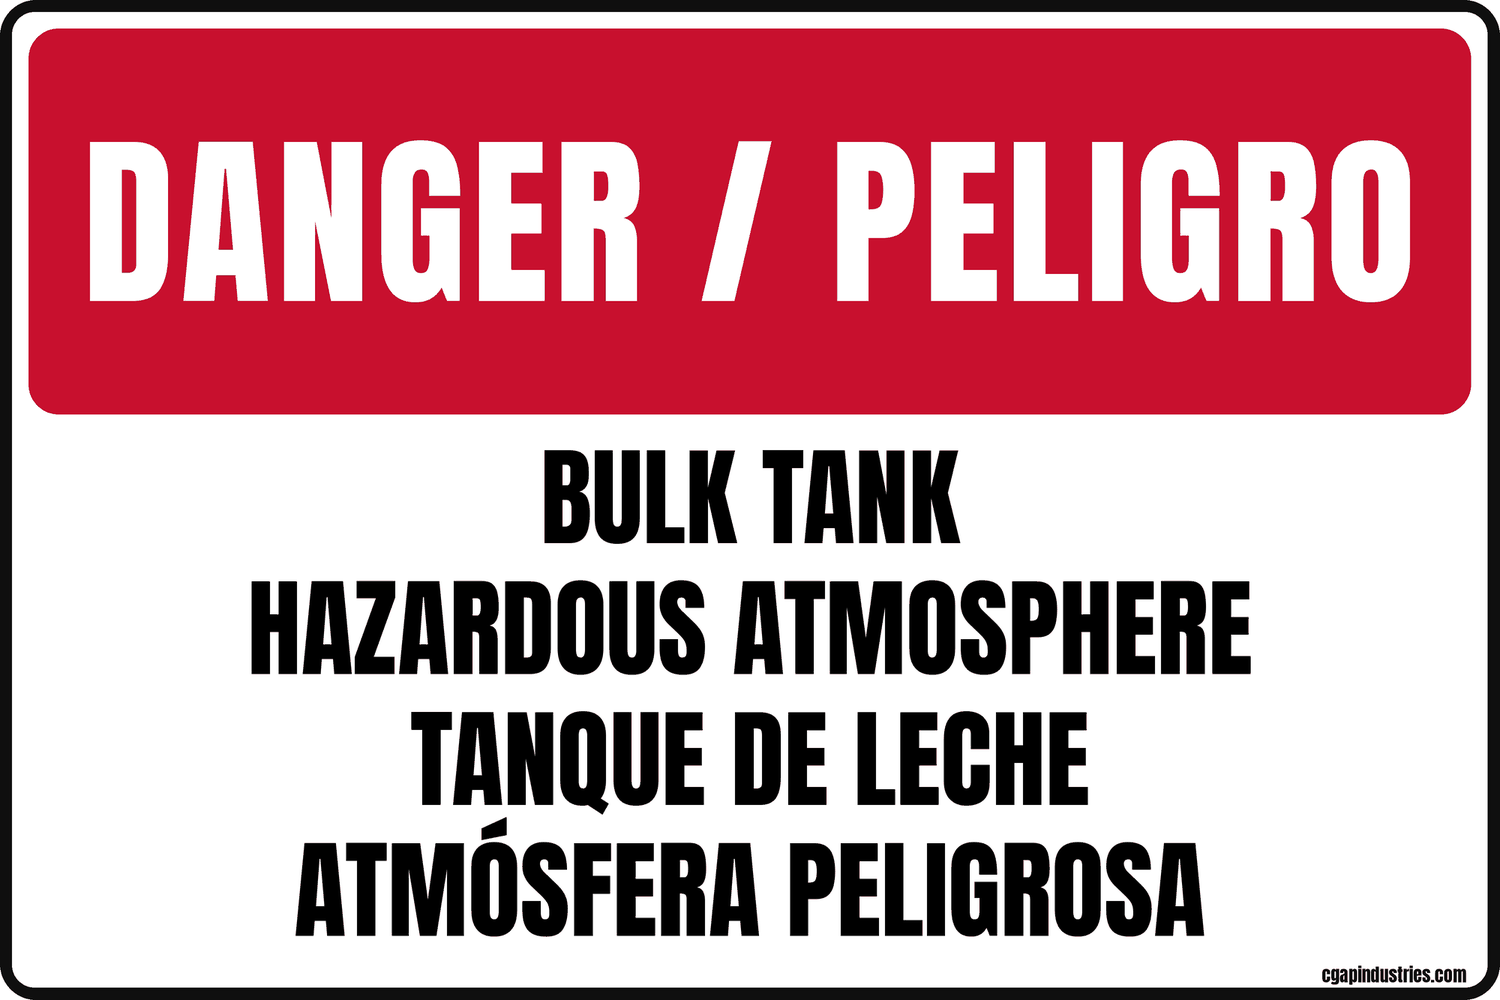 DANGER / PELIGRO
BULK TANK
HAZARDOUS ATMOSPHERE
TANQUE DE LECHE
ATMÓSFERA PELIGROSA
cgapindustries.com